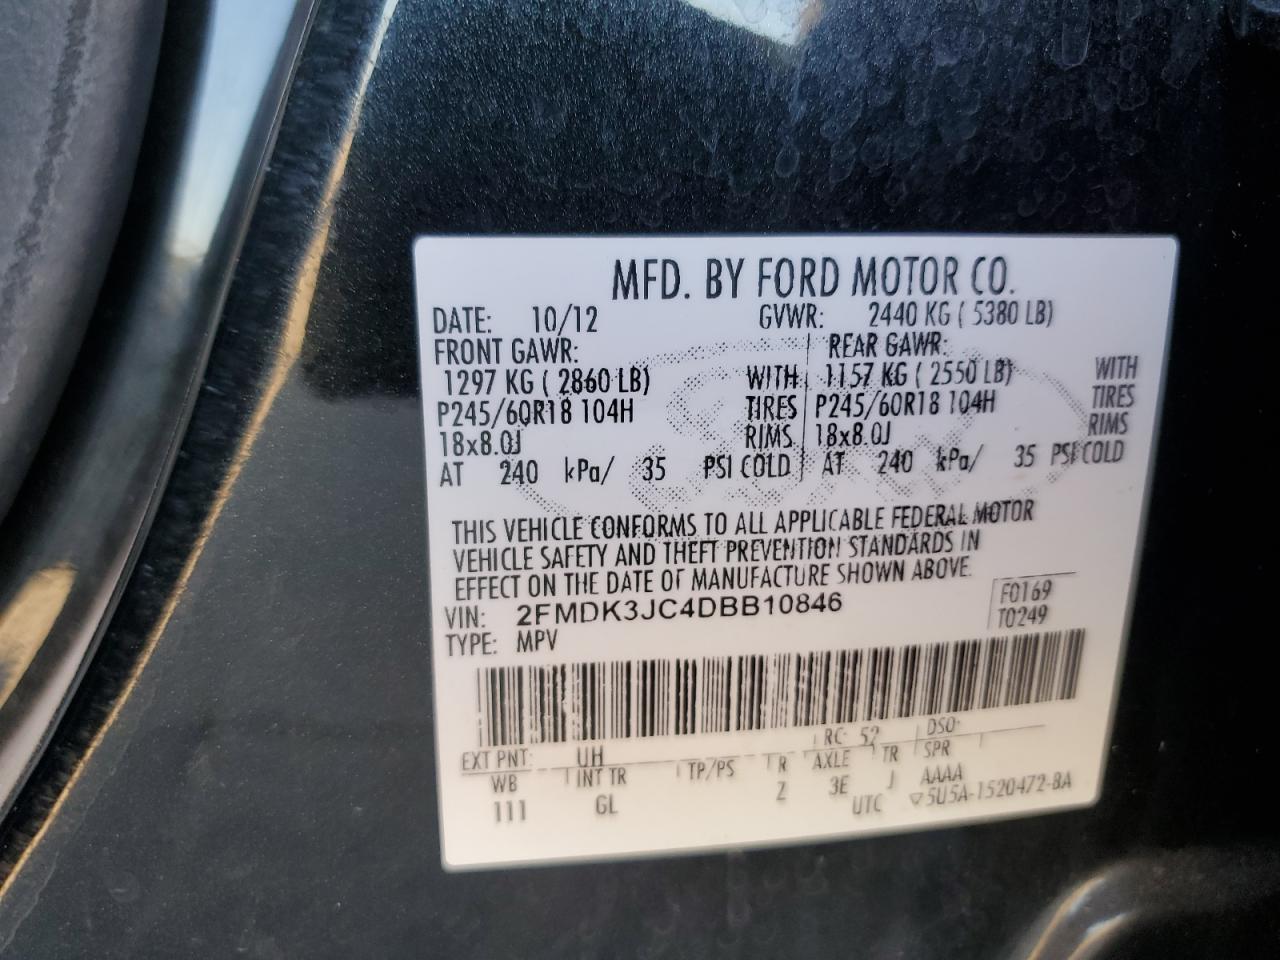 MFD. BY FORD MOTOR CO.
DATE: 10/12 GVWR: 2440 KG ( 5380 LB)
FRONT GAWR: REAR GAWR:
1297 KG ( 2860 LB) WITH 1157 KG ( 2550 LB) WITH
P245/60R18 104H TIRES P245/60R18 104H TIRES
18x8.0J RIMS 18x8.0J RIMS
AT 240 kPa/ 35 PSI COLD AT 240 kPa/ 35 PSI COLD
THIS VEHICLE CONFORMS TO ALL APPLICABLE FEDERAL MOTOR
VEHICLE SAFETY AND THEFT PREVENTION STANDARDS IN
EFFECT ON THE DATE OF MANUFACTURE SHOWN ABOVE.
VIN: 2FMDK3JC4DBB10846 F0169
TYPE: MPV T0249
EXT PNT: UH RC: 52 DSO:
WB INT TR TP/PS R AXLE TR SPR
111 GL 2 3E J AAAA
UTC ▽5U5A-1520472-BA